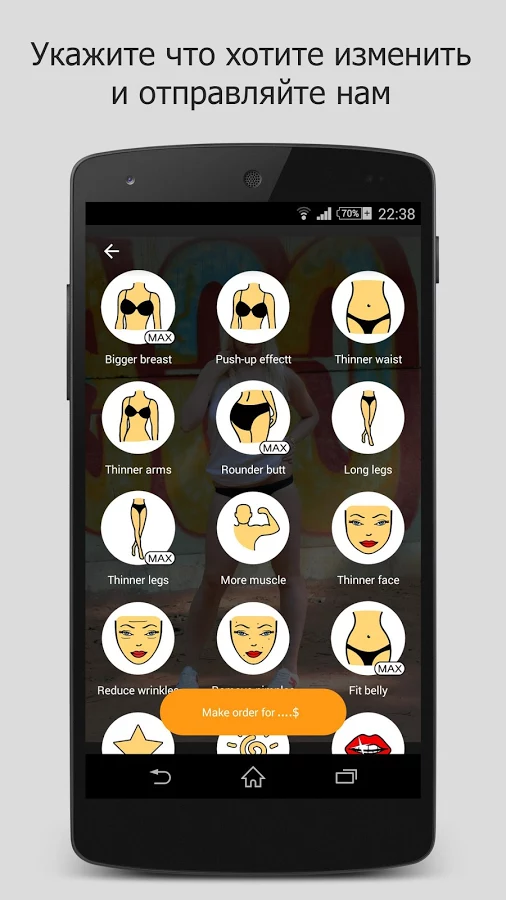 Укажите что хотите изменить
и отправляйте нам
70%
22:38
MAX
Bigger breast
Push-up effectt
Thinner waist
MAX
Thinner arms
Rounder butt
Long legs
MAX
Thinner legs
More muscle
Thinner face
MAX
Reduce wrinkles
Remove pimples
Fit belly
Make order for ....$